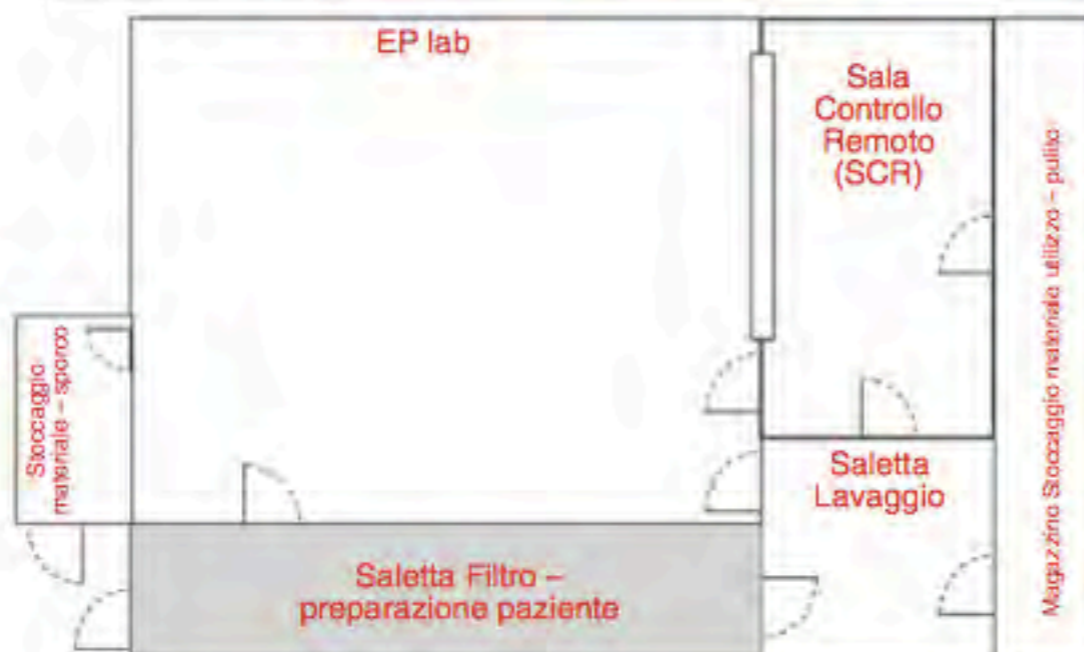 EP lab
Sala
Controllo
Remoto
(SCR)
Magazzino Stoccaggio materiale utilizzo – pulito
Stoccaggio
materiale – sporco
Saletta
Lavaggio
Saletta Filtro –
preparazione paziente